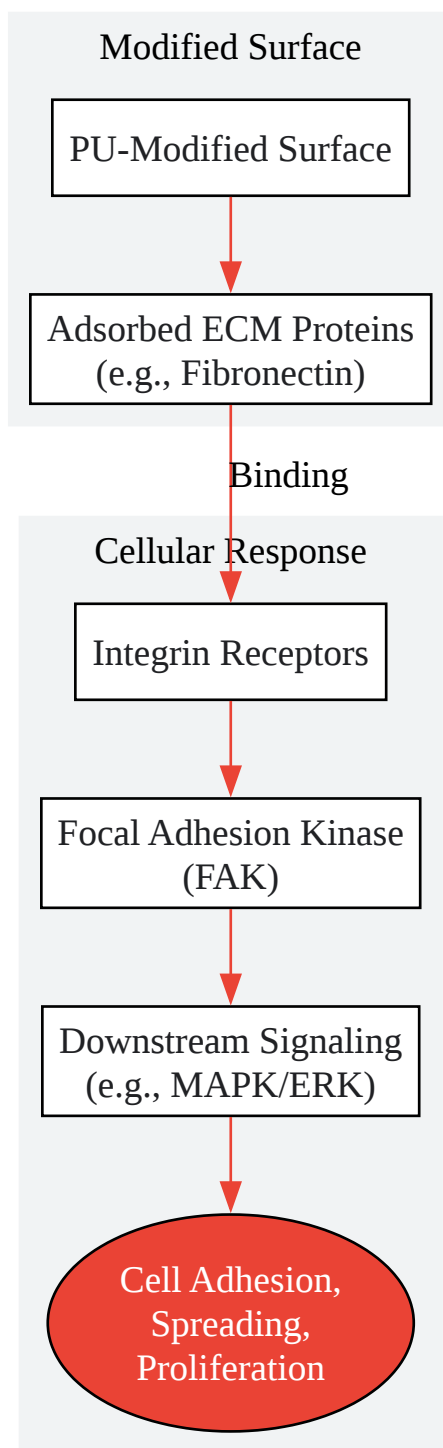 Modified Surface
PU-Modified Surface
Adsorbed ECM Proteins
(e.g., Fibronectin)
Binding
Cellular Response
Integrin Receptors
Focal Adhesion Kinase
(FAK)
Downstream Signaling
(e.g., MAPK/ERK)
Cell Adhesion,
Spreading,
Proliferation